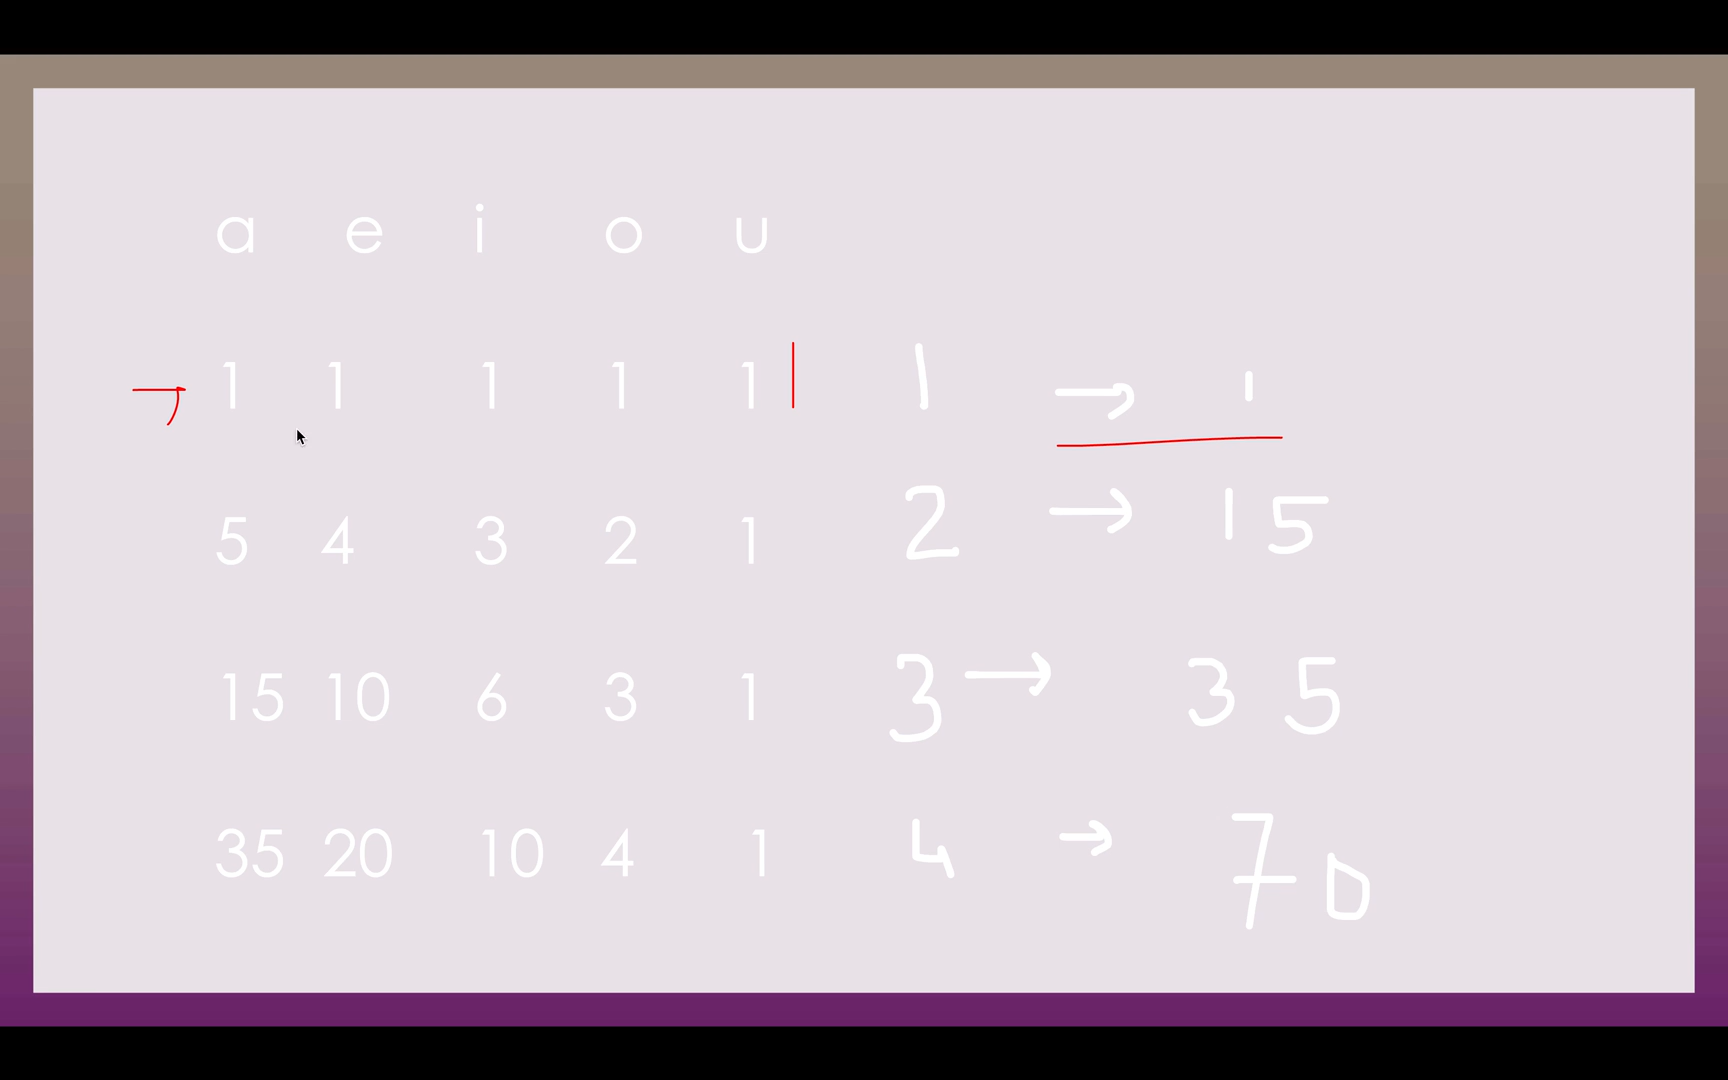 a e i o u
1 1 1 1 1 1 → 1
5 4 3 2 1 2 → 15
15 10 6 3 1 3 → 35
35 20 10 4 1 4 → 70